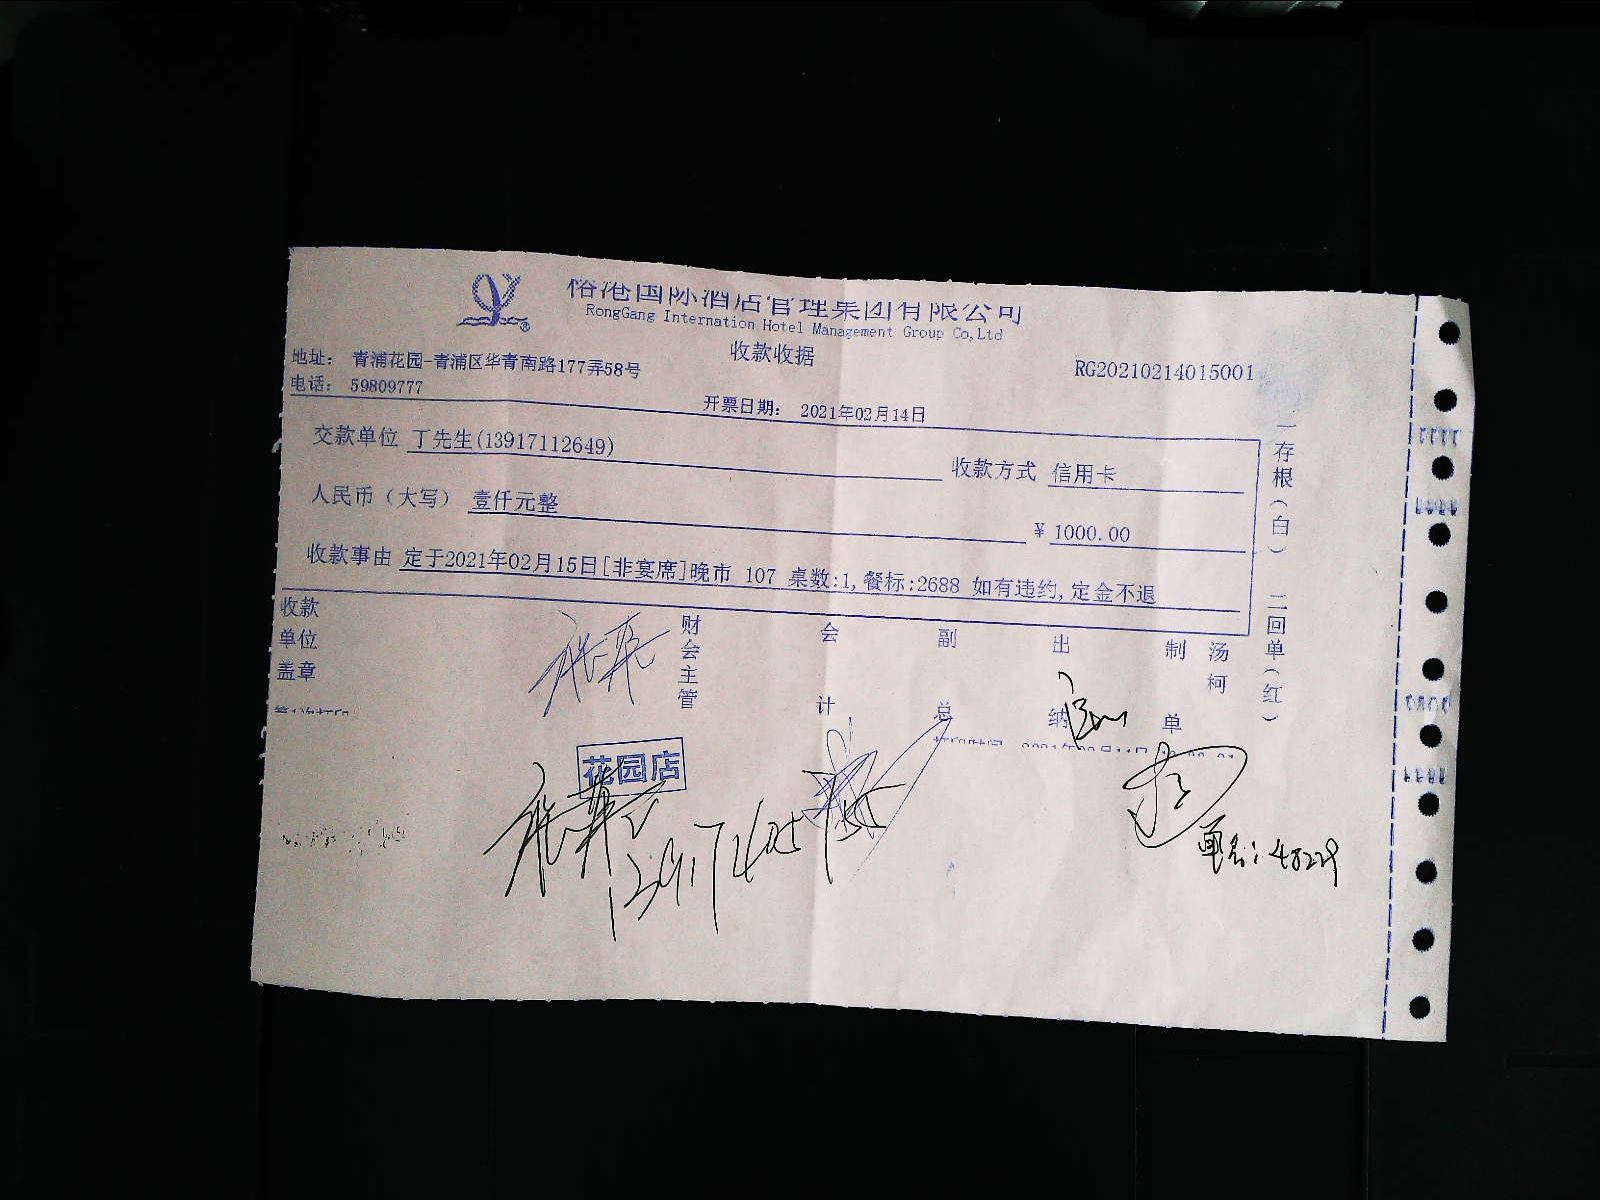 裕港国际酒店管理集团有限公司
RongGang Internation Hotel Management Group Co,Ltd
收款收据
地址： 青浦花园-青浦区华青南路177弄58号
RG20210214015001
电话： 59809777
开票日期： 2021年02月14日
交款单位 丁先生(13917112649)
收款方式 信用卡
人民币（大写） 壹仟元整
¥ 1000.00
收款事由 定于2021年02月15日[非宴席]晚市 107 桌数:1,餐标:2688 如有违约,定金不退
一存根（白） 二回单（红）
收款单位盖章
财会主管
会计
副总
出纳
制单
汤柯
花园店